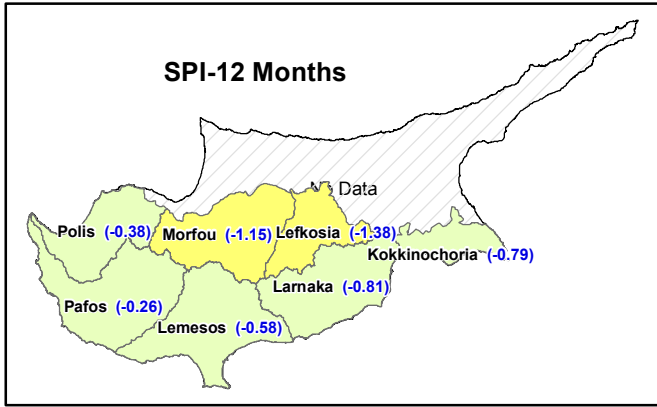 SPI-12 Months
No Data
Polis (-0.38)
Morfou (-1.15)
Lefkosia (-1.38)
Kokkinochoria (-0.79)
Pafos (-0.26)
Larnaka (-0.81)
Lemesos (-0.58)